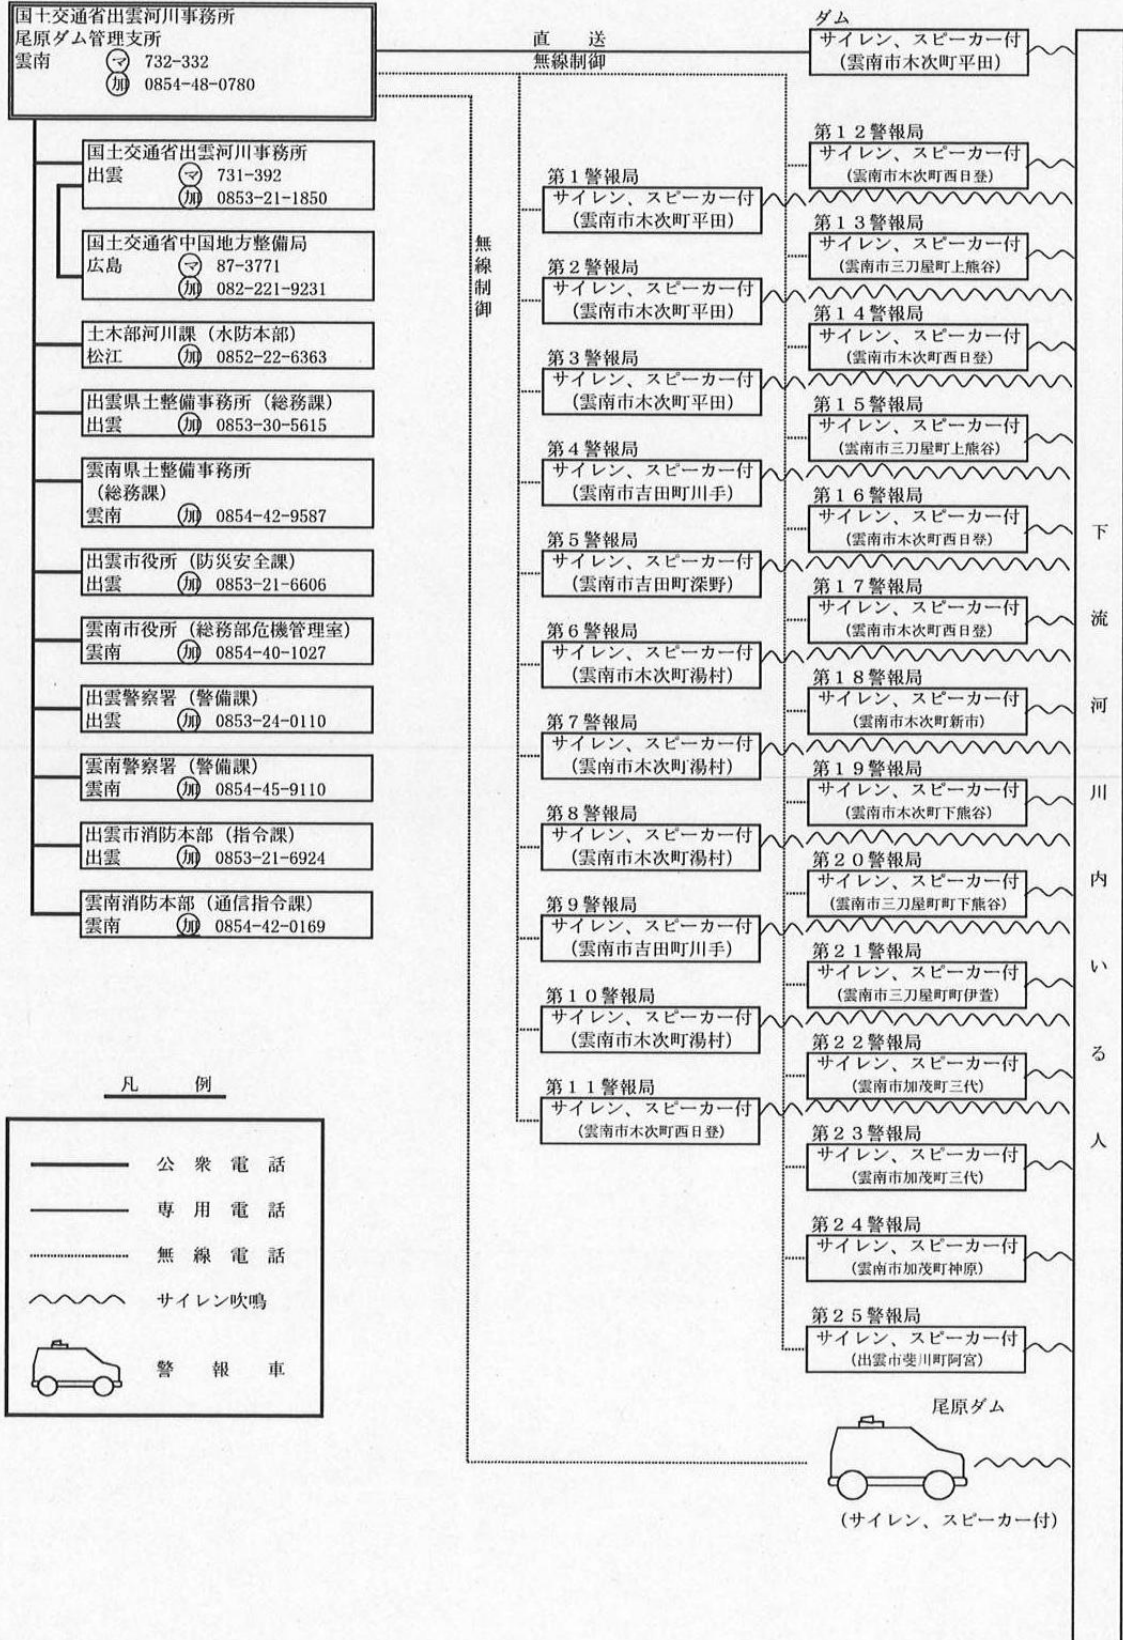 国土交通省出雲河川事務所
尾原ダム管理支所
雲南 マ 732-332
加 0854-48-0780
国土交通省出雲河川事務所
出雲 マ 731-392
加 0853-21-1850
国土交通省中国地方整備局
広島 マ 87-3771
加 082-221-9231
土木部河川課（水防本部）
松江 加 0852-22-6363
出雲県土整備事務所（総務課）
出雲 加 0853-30-5615
雲南県土整備事務所
（総務課）
雲南 加 0854-42-9587
出雲市役所（防災安全課）
出雲 加 0853-21-6606
雲南市役所（総務部危機管理室）
雲南 加 0854-40-1027
出雲警察署（警備課）
出雲 加 0853-24-0110
雲南警察署（警備課）
雲南 加 0854-45-9110
出雲市消防本部（指令課）
出雲 加 0853-21-6924
雲南消防本部（通信指令課）
雲南 加 0854-42-0169
凡 例
公衆電話
専用電話
無線電話
サイレン吹鳴
警報車
直 送
無線制御
無線制御
第1警報局
サイレン、スピーカー付
(雲南市木次町平田)
第2警報局
サイレン、スピーカー付
(雲南市木次町平田)
第3警報局
サイレン、スピーカー付
(雲南市木次町平田)
第4警報局
サイレン、スピーカー付
(雲南市吉田町川手)
第5警報局
サイレン、スピーカー付
(雲南市吉田町深野)
第6警報局
サイレン、スピーカー付
(雲南市木次町湯村)
第7警報局
サイレン、スピーカー付
(雲南市木次町湯村)
第8警報局
サイレン、スピーカー付
(雲南市木次町湯村)
第9警報局
サイレン、スピーカー付
(雲南市吉田町川手)
第10警報局
サイレン、スピーカー付
(雲南市木次町湯村)
第11警報局
サイレン、スピーカー付
(雲南市木次町西日登)
ダム
サイレン、スピーカー付
(雲南市木次町平田)
第12警報局
サイレン、スピーカー付
(雲南市木次町西日登)
第13警報局
サイレン、スピーカー付
(雲南市三刀屋町上熊谷)
第14警報局
サイレン、スピーカー付
(雲南市木次町西日登)
第15警報局
サイレン、スピーカー付
(雲南市三刀屋町上熊谷)
第16警報局
サイレン、スピーカー付
(雲南市木次町西日登)
第17警報局
サイレン、スピーカー付
(雲南市木次町西日登)
第18警報局
サイレン、スピーカー付
(雲南市木次町新市)
第19警報局
サイレン、スピーカー付
(雲南市木次町下熊谷)
第20警報局
サイレン、スピーカー付
(雲南市三刀屋町町下熊谷)
第21警報局
サイレン、スピーカー付
(雲南市三刀屋町町伊萱)
第22警報局
サイレン、スピーカー付
(雲南市加茂町三代)
第23警報局
サイレン、スピーカー付
(雲南市加茂町三代)
第24警報局
サイレン、スピーカー付
(雲南市加茂町神原)
第25警報局
サイレン、スピーカー付
(出雲市斐川町阿宮)
尾原ダム
(サイレン、スピーカー付)
下流河川内いる人